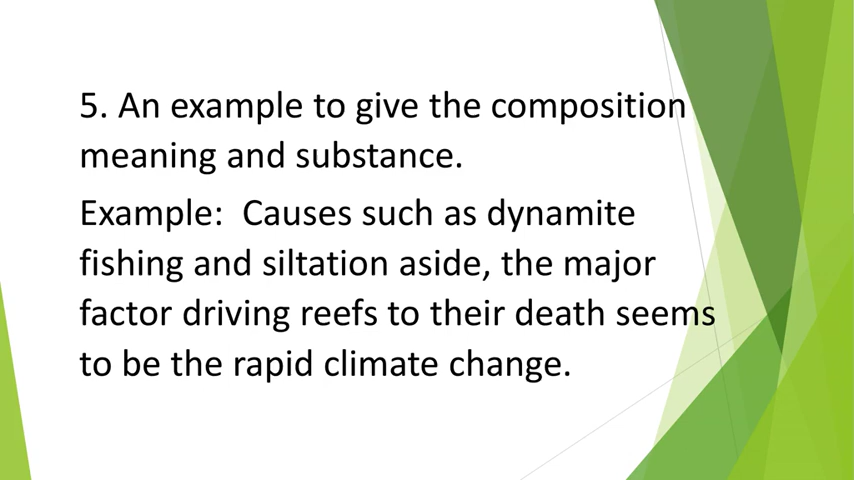 5. An example to give the composition
meaning and substance.
Example:  Causes such as dynamite
fishing and siltation aside, the major
factor driving reefs to their death seems
to be the rapid climate change.